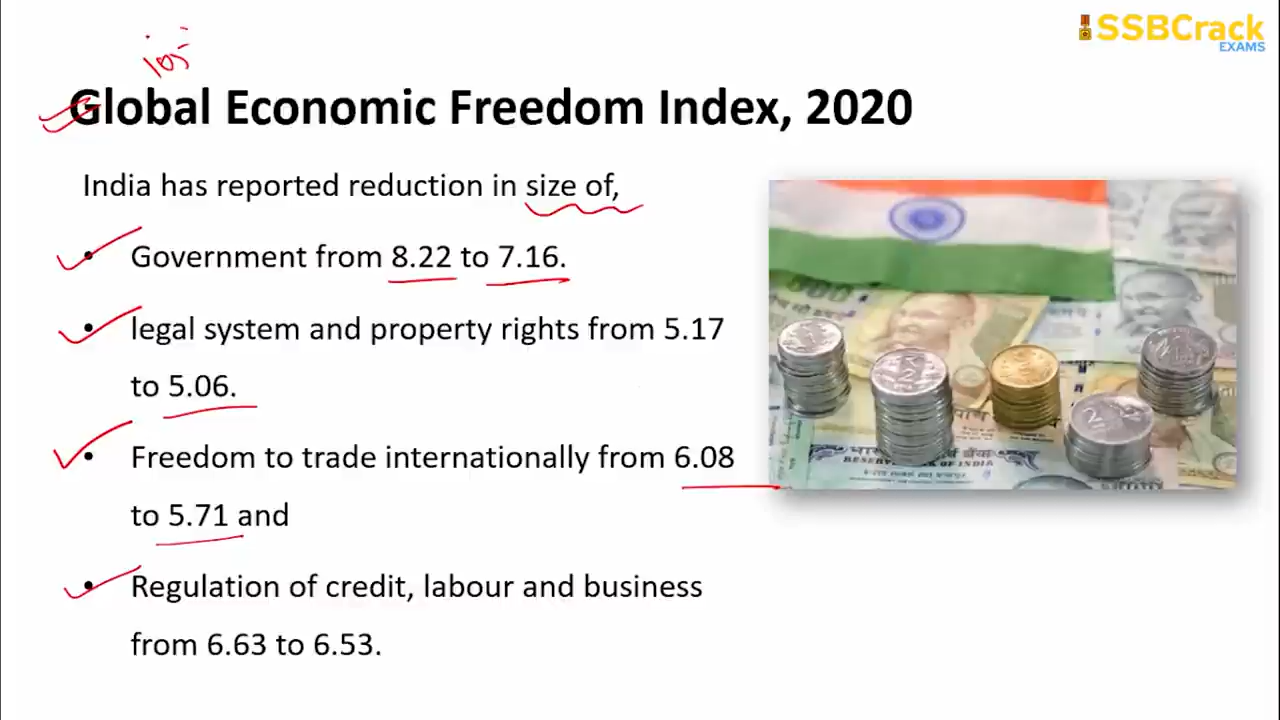 SSBCrack
EXAMS
105
Global Economic Freedom Index, 2020
India has reported reduction in size of,
• Government from 8.22 to 7.16.
• legal system and property rights from 5.17
to 5.06.
• Freedom to trade internationally from 6.08
to 5.71 and
• Regulation of credit, labour and business
from 6.63 to 6.53.